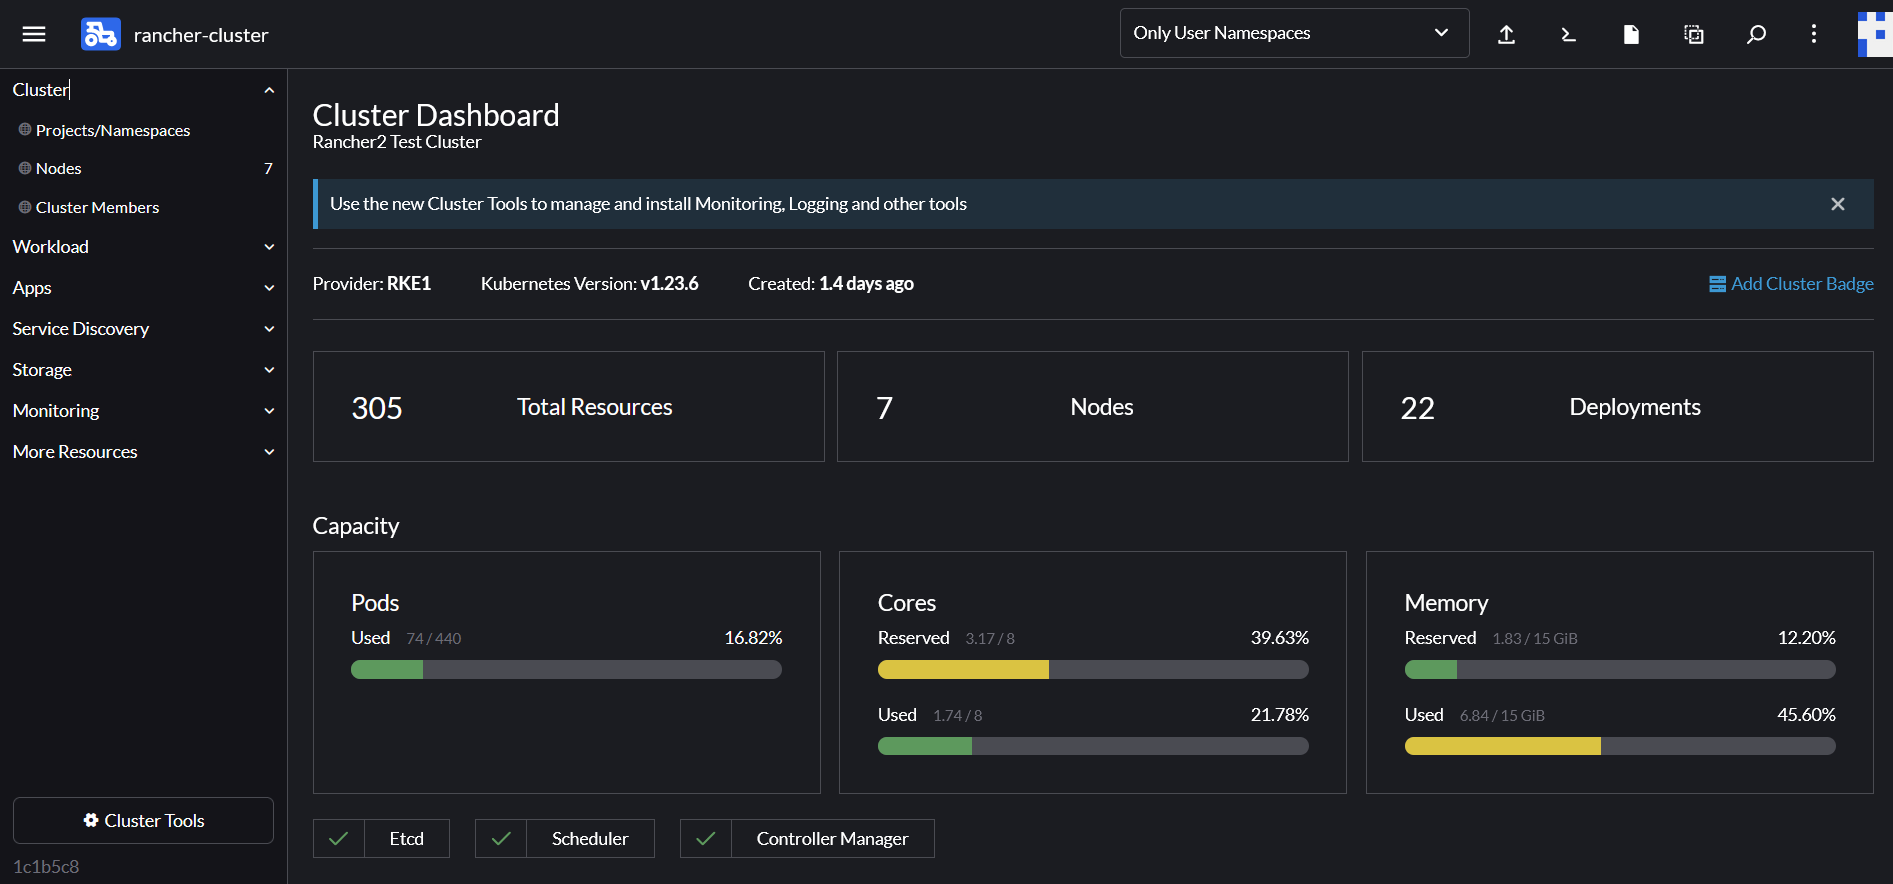 rancher-cluster
Only User Namespaces
Cluster
Projects/Namespaces
Nodes 7
Cluster Members
Workload
Apps
Service Discovery
Storage
Monitoring
More Resources
Cluster Tools
1c1b5c8
Cluster Dashboard
Rancher2 Test Cluster
Use the new Cluster Tools to manage and install Monitoring, Logging and other tools
Provider: RKE1 Kubernetes Version: v1.23.6 Created: 1.4 days ago Add Cluster Badge
305 Total Resources 7 Nodes 22 Deployments
Capacity
Pods
Used 74 / 440 16.82%
Cores
Reserved 3.17 / 8 39.63%
Used 1.74 / 8 21.78%
Memory
Reserved 1.83 / 15 GiB 12.20%
Used 6.84 / 15 GiB 45.60%
Etcd Scheduler Controller Manager